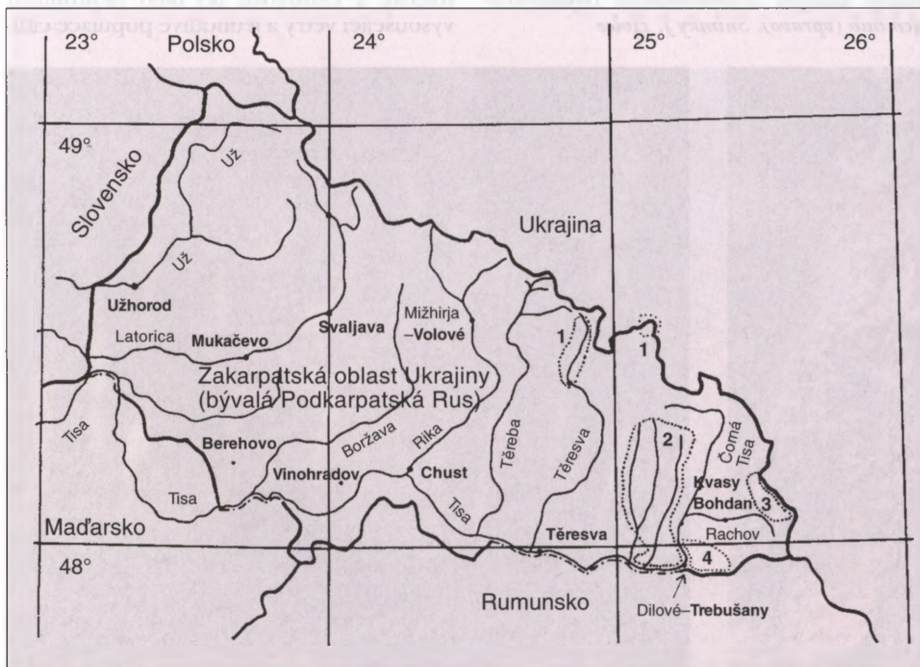 23°
24°
25°
26°
Polsko
49°
Slovensko
Už
Už
Ukrajina
Užhorod
Latorica
Mukačevo
Svaljava
Mižhirja
–Volové
1
1
Zakarpatská oblast Ukrajiny
(bývalá Podkarpatská Rus)
Tisa
Berehovo
Boržava
Rika
Těreba
Těresva
2
Černá
Tisa
Vinohradov
Chust
Kvasy
Bohdan
3
Tisa
Tisa
Maďarsko
Těresva
Rachov
48°
4
Rumunsko
Dilové–Trebušany